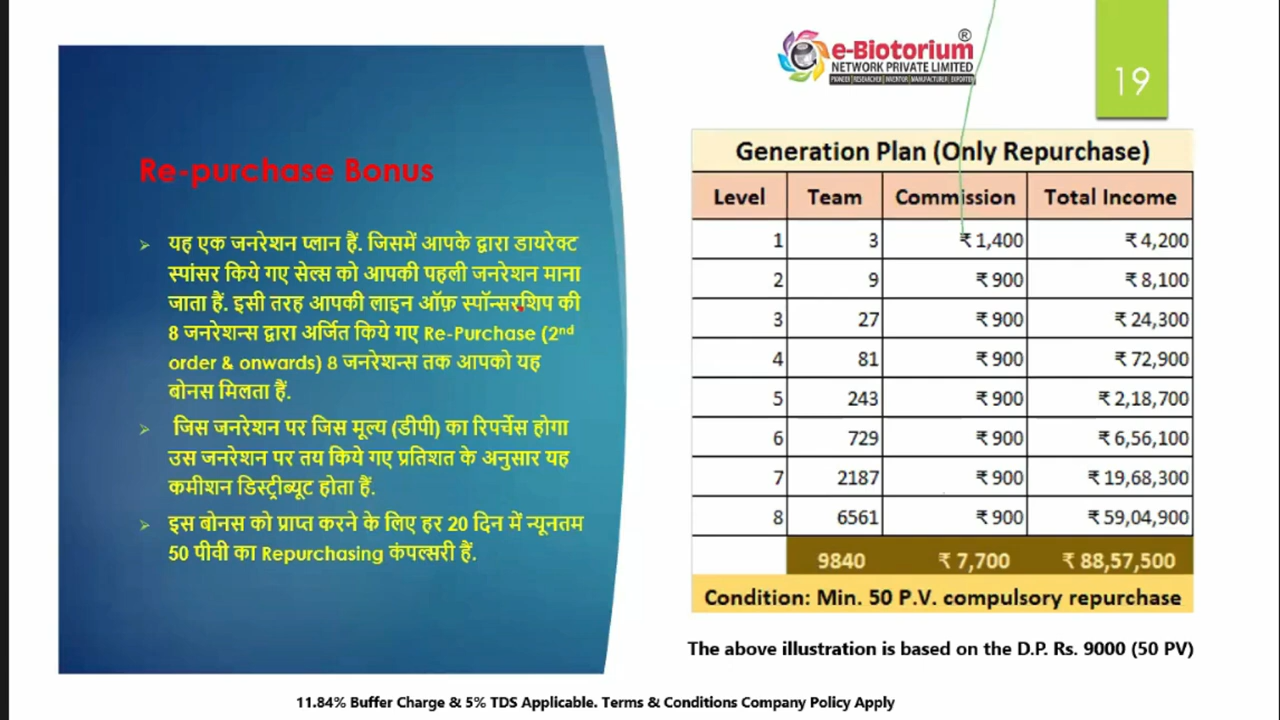 e-Biotorium®
NETWORK PRIVATE LIMITED
PIONEER | RESEARCHER | INVENTOR | MANUFACTURER | EXPORTER
19
Re-purchase Bonus
➢ यह एक जनरेशन प्लान हैं. जिसमें आपके द्वारा डायरेक्ट
स्पांसर किये गए सेल्स को आपकी पहली जनरेशन माना
जाता हैं. इसी तरह आपकी लाइन ऑफ़ स्पॉन्सरशिप की
8 जनरेशन्स द्वारा अर्जित किये गए Re-Purchase (2nd
order & onwards) 8 जनरेशन्स तक आपको यह
बोनस मिलता हैं.
➢ जिस जनरेशन पर जिस मूल्य (डीपी) का रिपर्चेस होगा
उस जनरेशन पर तय किये गए प्रतिशत के अनुसार यह
कमीशन डिस्ट्रीब्यूट होता हैं.
➢ इस बोनस को प्राप्त करने के लिए हर 20 दिन में न्यूनतम
50 पीवी का Repurchasing कंपल्सरी हैं.
Generation Plan (Only Repurchase)
Level Team Commission Total Income
1 3 ₹ 1,400 ₹ 4,200
2 9 ₹ 900 ₹ 8,100
3 27 ₹ 900 ₹ 24,300
4 81 ₹ 900 ₹ 72,900
5 243 ₹ 900 ₹ 2,18,700
6 729 ₹ 900 ₹ 6,56,100
7 2187 ₹ 900 ₹ 19,68,300
8 6561 ₹ 900 ₹ 59,04,900
9840 ₹ 7,700 ₹ 88,57,500
Condition: Min. 50 P.V. compulsory repurchase
The above illustration is based on the D.P. Rs. 9000 (50 PV)
11.84% Buffer Charge & 5% TDS Applicable. Terms & Conditions Company Policy Apply